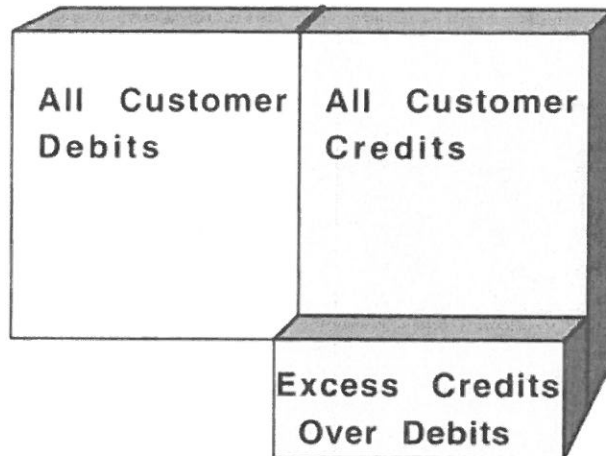 All Customer
Debits
All Customer
Credits
Excess Credits
Over Debits